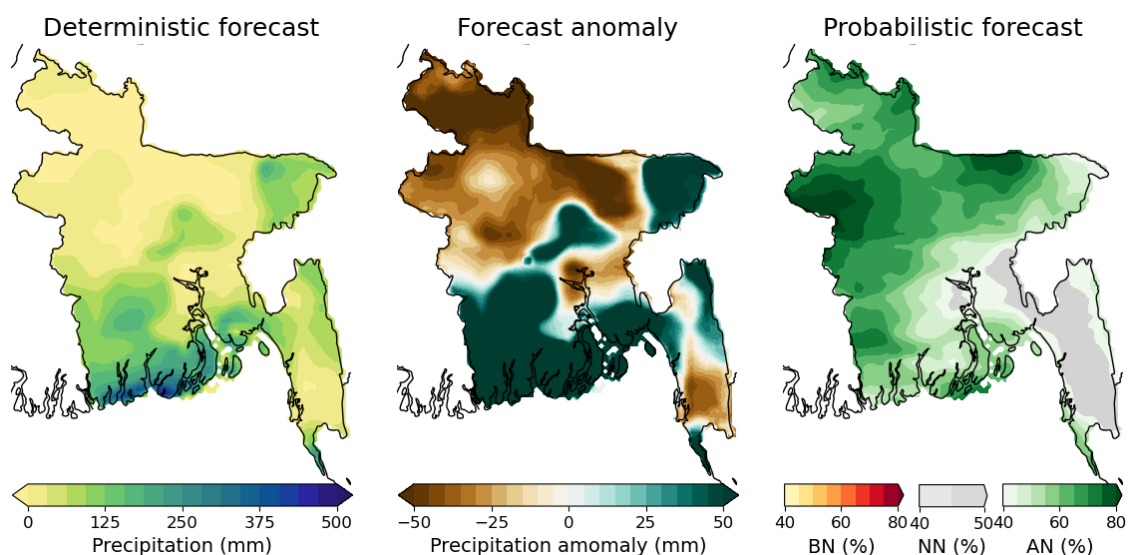 Deterministic forecast
Forecast anomaly
Probabilistic forecast
0 125 250 375 500
Precipitation (mm)
−50 −25 0 25 50
Precipitation amomaly (mm)
40 60 80
BN (%)
40 50
NN (%)
40 60 80
AN (%)